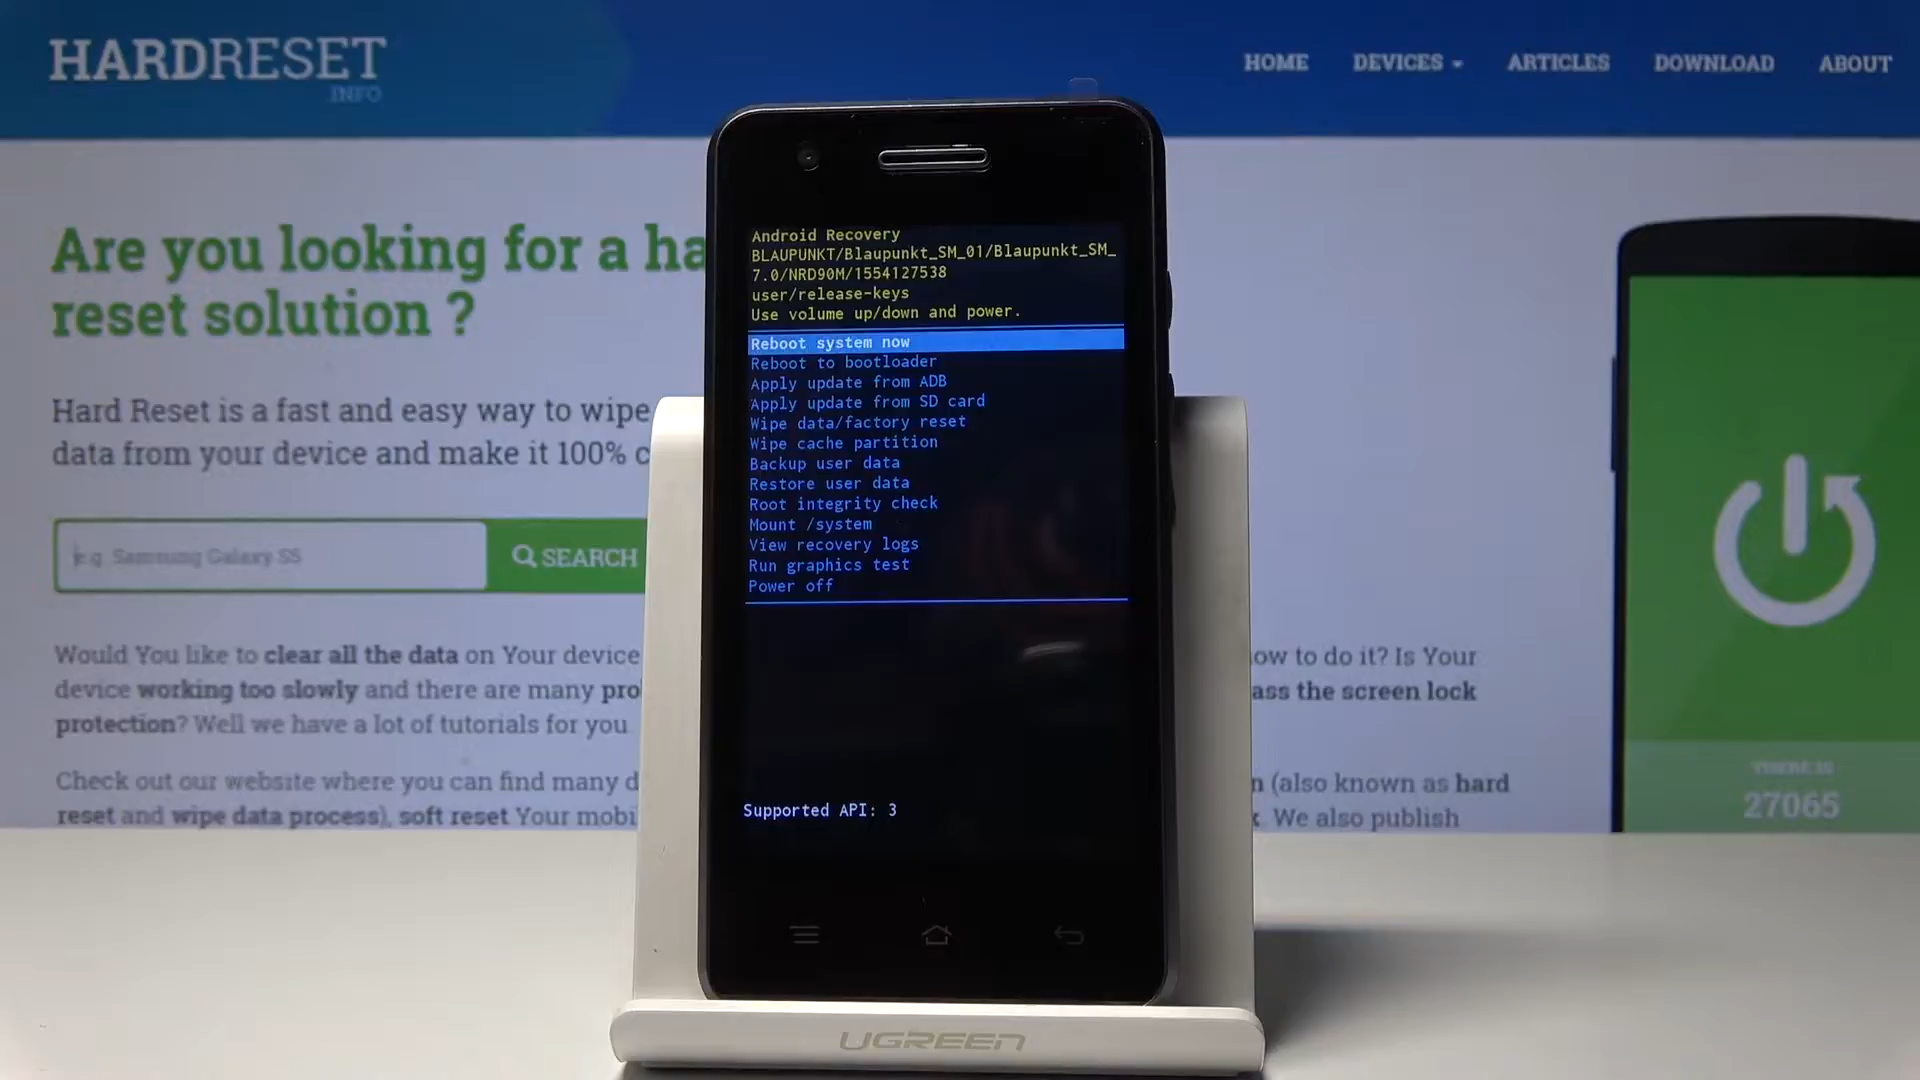 HARDRESET
.INFO
HOME DEVICES ARTICLES DOWNLOAD ABOUT
Are you looking for a ha
reset solution ?
Hard Reset is a fast and easy way to wipe
data from your device and make it 100% c
e.g. Samsung Galaxy S5
SEARCH
Would You like to clear all the data on Your device
device working too slowly and there are many pro
protection? Well we have a lot of tutorials for you
Check out our website where you can find many d
reset and wipe data process), soft reset Your mobi
Android Recovery
BLAUPUNKT/Blaupunkt_SM_01/Blaupunkt_SM_
7.0/NRD90M/1554127538
user/release-keys
Use volume up/down and power.
Reboot system now
Reboot to bootloader
Apply update from ADB
Apply update from SD card
Wipe data/factory reset
Wipe cache partition
Backup user data
Restore user data
Root integrity check
Mount /system
View recovery logs
Run graphics test
Power off
Supported API: 3
ow to do it? Is Your
ass the screen lock
n (also known as hard
. We also publish
THERE IS
27065
UGREEN